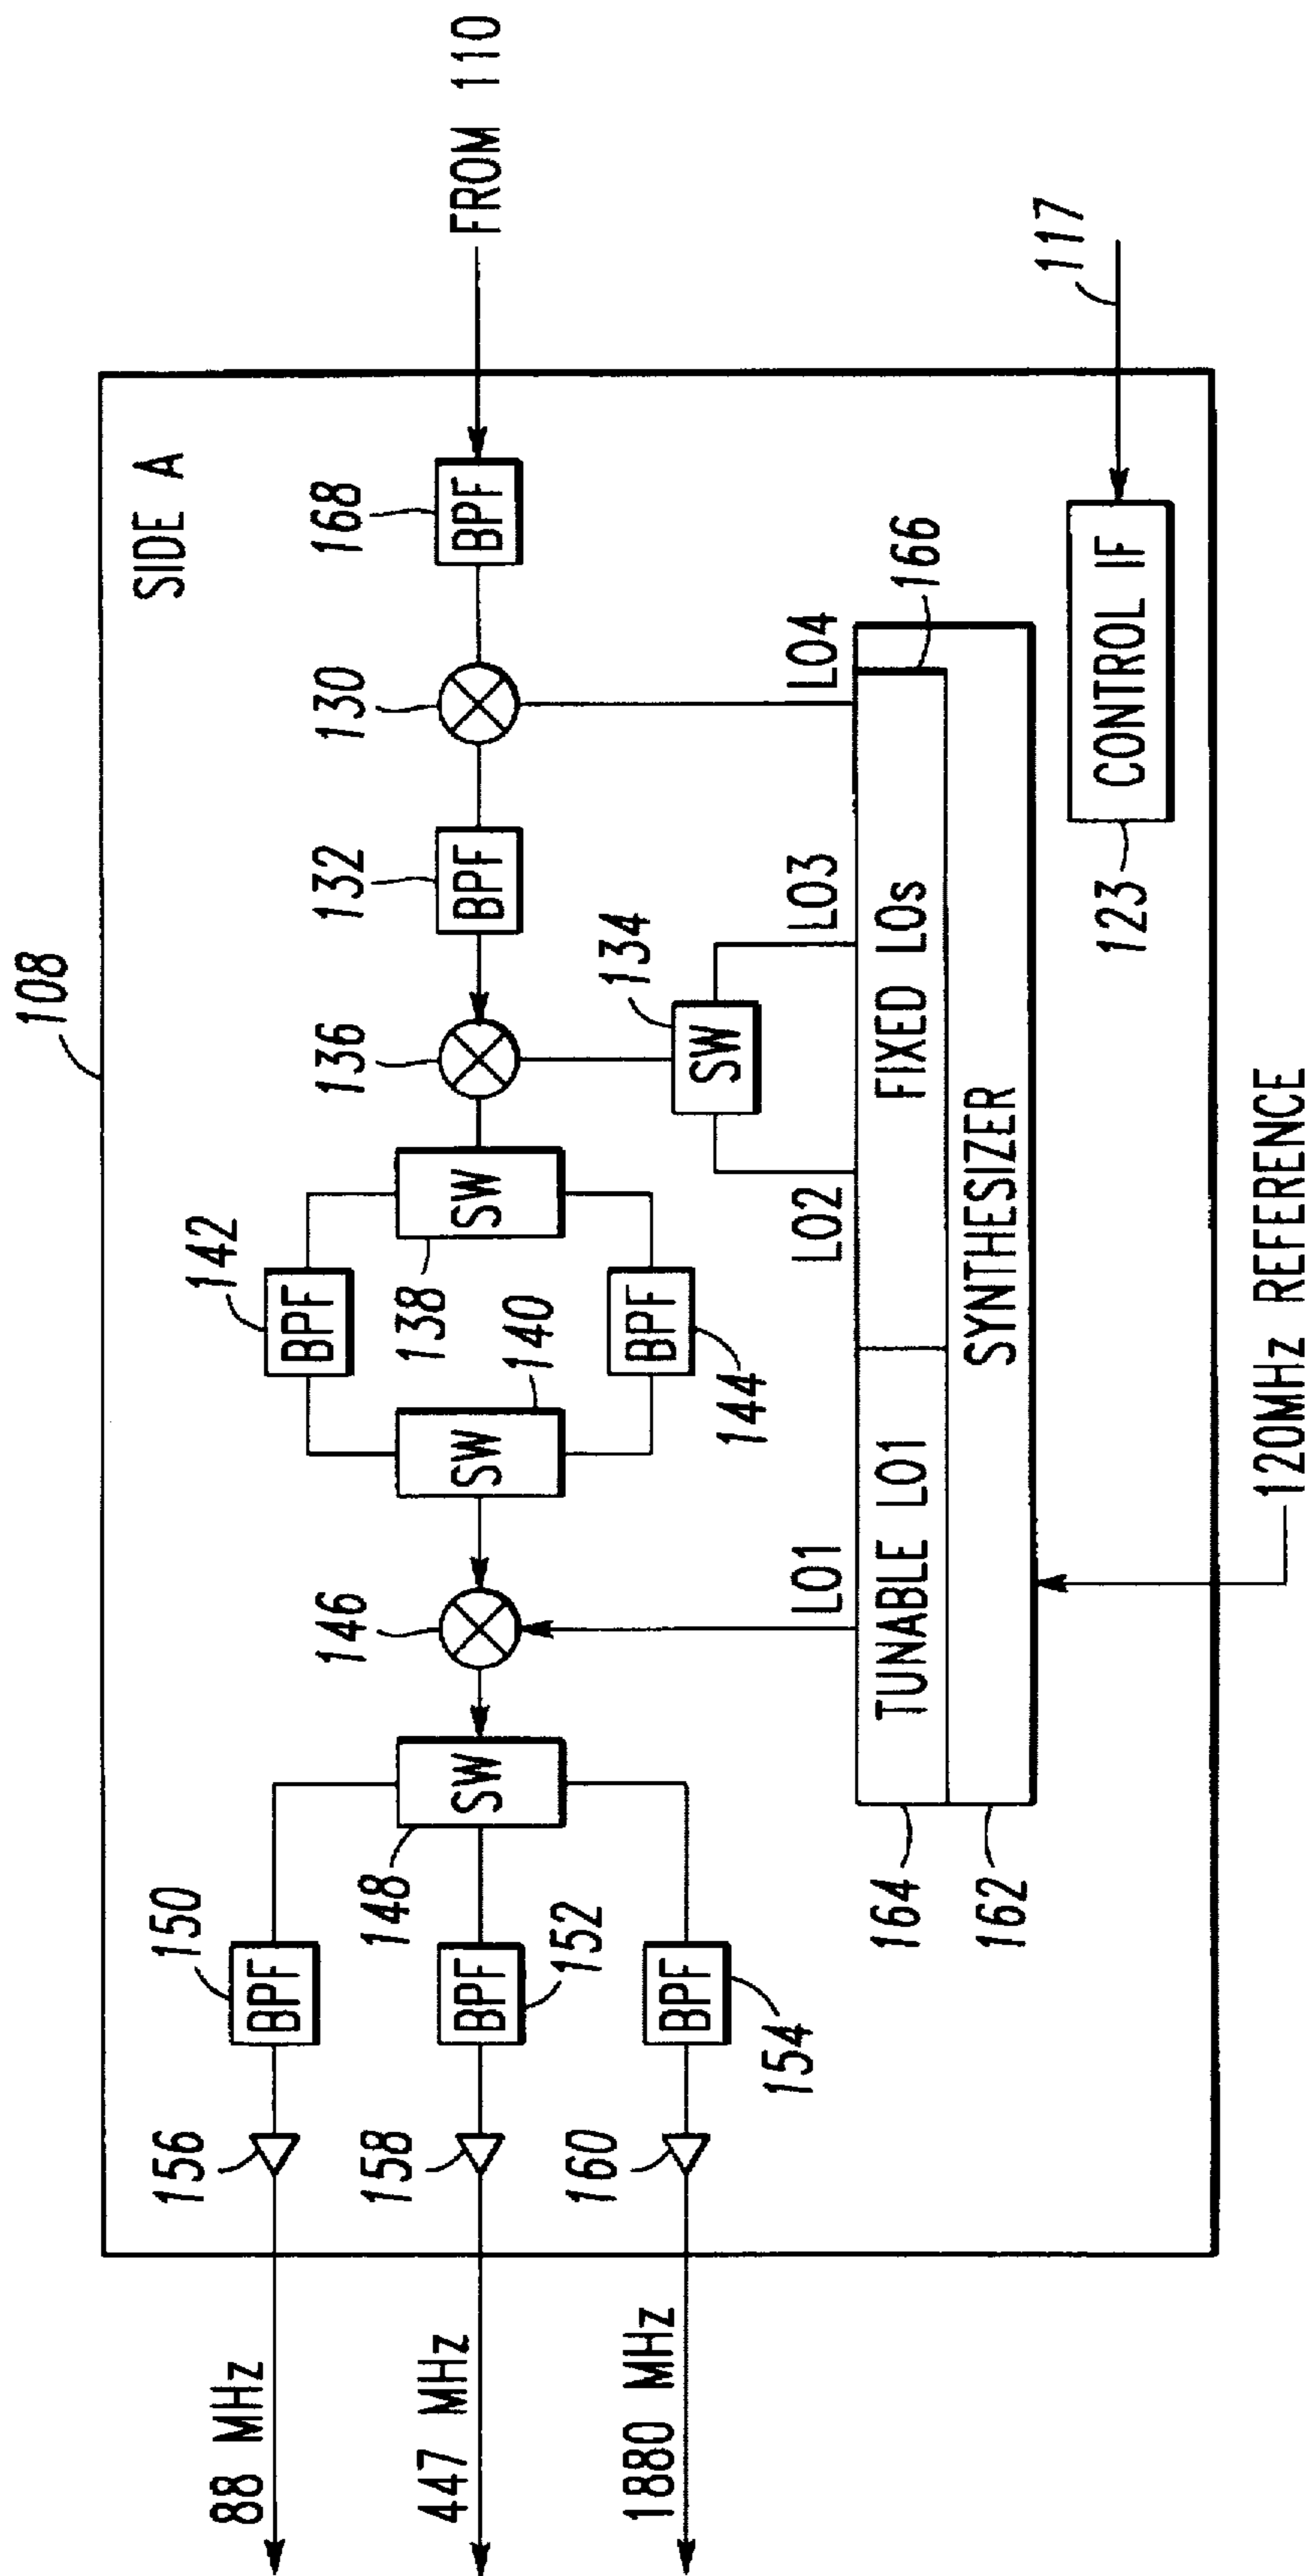 108
SIDE A
FROM 110
88 MHz
156
150
BPF
142
BPF
447 MHz
158
BPF
152
148
SW
146
SW
140
SW
138
136
132
BPF
130
168
BPF
1880 MHz
160
BPF
154
BPF
144
134
SW
LO1
LO2
LO3
LO4
164
TUNABLE LO1
FIXED LOs
166
162
SYNTHESIZER
117
123
CONTROL IF
120MHz REFERENCE